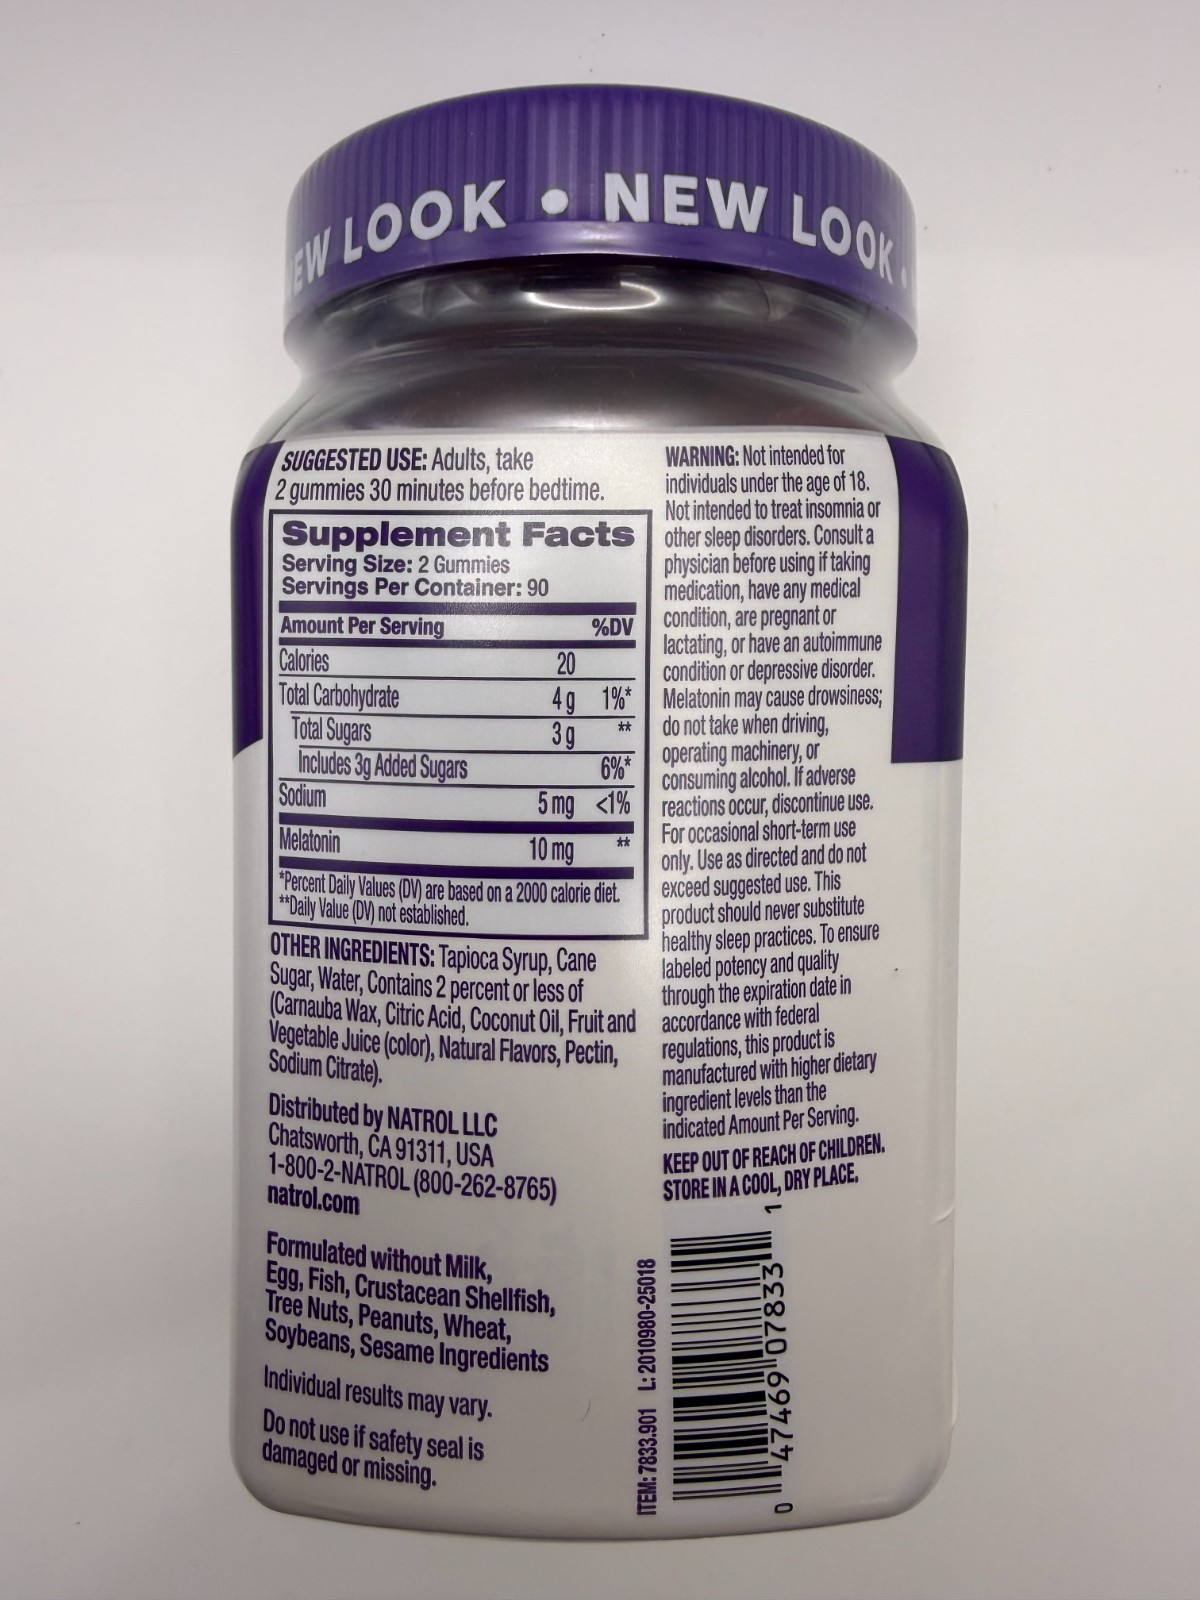 EW LOOK • NEW LOOK •
SUGGESTED USE: Adults, take
2 gummies 30 minutes before bedtime.
Supplement Facts
Serving Size: 2 Gummies
Servings Per Container: 90
Amount Per Serving %DV
Calories 20
Total Carbohydrate 4 g 1%*
Total Sugars 3 g **
Includes 3g Added Sugars 6%*
Sodium 5 mg <1%
Melatonin 10 mg **
*Percent Daily Values (DV) are based on a 2000 calorie diet.
**Daily Value (DV) not established.
OTHER INGREDIENTS: Tapioca Syrup, Cane
Sugar, Water, Contains 2 percent or less of
(Carnauba Wax, Citric Acid, Coconut Oil, Fruit and
Vegetable Juice (color), Natural Flavors, Pectin,
Sodium Citrate).
Distributed by NATROL LLC
Chatsworth, CA 91311, USA
1-800-2-NATROL (800-262-8765)
natrol.com
Formulated without Milk,
Egg, Fish, Crustacean Shellfish,
Tree Nuts, Peanuts, Wheat,
Soybeans, Sesame Ingredients
Individual results may vary.
Do not use if safety seal is
damaged or missing.
WARNING: Not intended for
individuals under the age of 18.
Not intended to treat insomnia or
other sleep disorders. Consult a
physician before using if taking
medication, have any medical
condition, are pregnant or
lactating, or have an autoimmune
condition or depressive disorder.
Melatonin may cause drowsiness;
do not take when driving,
operating machinery, or
consuming alcohol. If adverse
reactions occur, discontinue use.
For occasional short-term use
only. Use as directed and do not
exceed suggested use. This
product should never substitute
healthy sleep practices. To ensure
labeled potency and quality
through the expiration date in
accordance with federal
regulations, this product is
manufactured with higher dietary
ingredient levels than the
indicated Amount Per Serving.
KEEP OUT OF REACH OF CHILDREN.
STORE IN A COOL, DRY PLACE.
ITEM: 7833.901 L: 2010980-25018
0 47469 07833 1